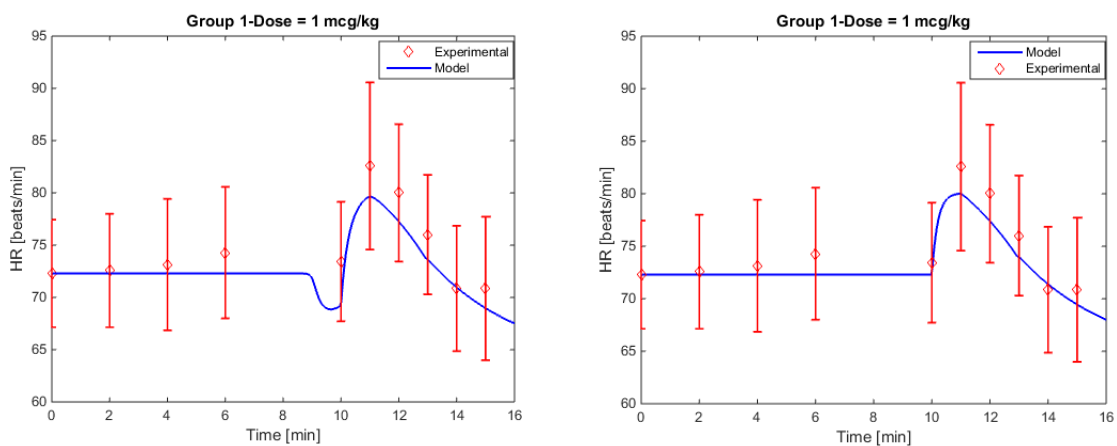 Group 1-Dose = 1 mcg/kg
95
90
85
80
75
70
65
60
HR [beats/min]
Experimental
Model
0 2 4 6 8 10 12 14 16
Time [min]
Group 1-Dose = 1 mcg/kg
95
90
85
80
75
70
65
60
HR [beats/min]
Model
Experimental
0 2 4 6 8 10 12 14 16
Time [min]